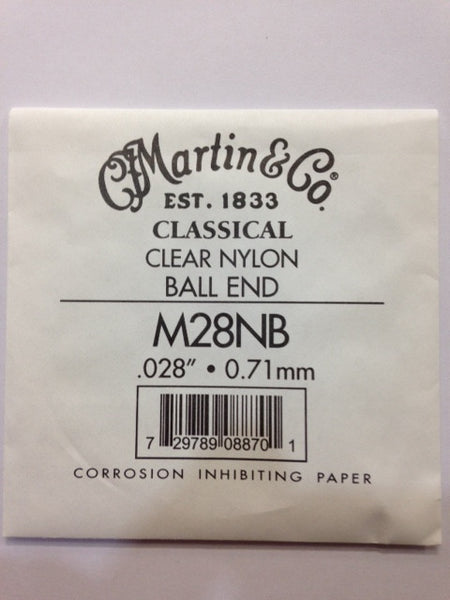 CFMartin & Co.®
EST. 1833
CLASSICAL
CLEAR NYLON
BALL END
M28NB
.028” • 0.71mm
7 29789 08870 1
CORROSION INHIBITING PAPER